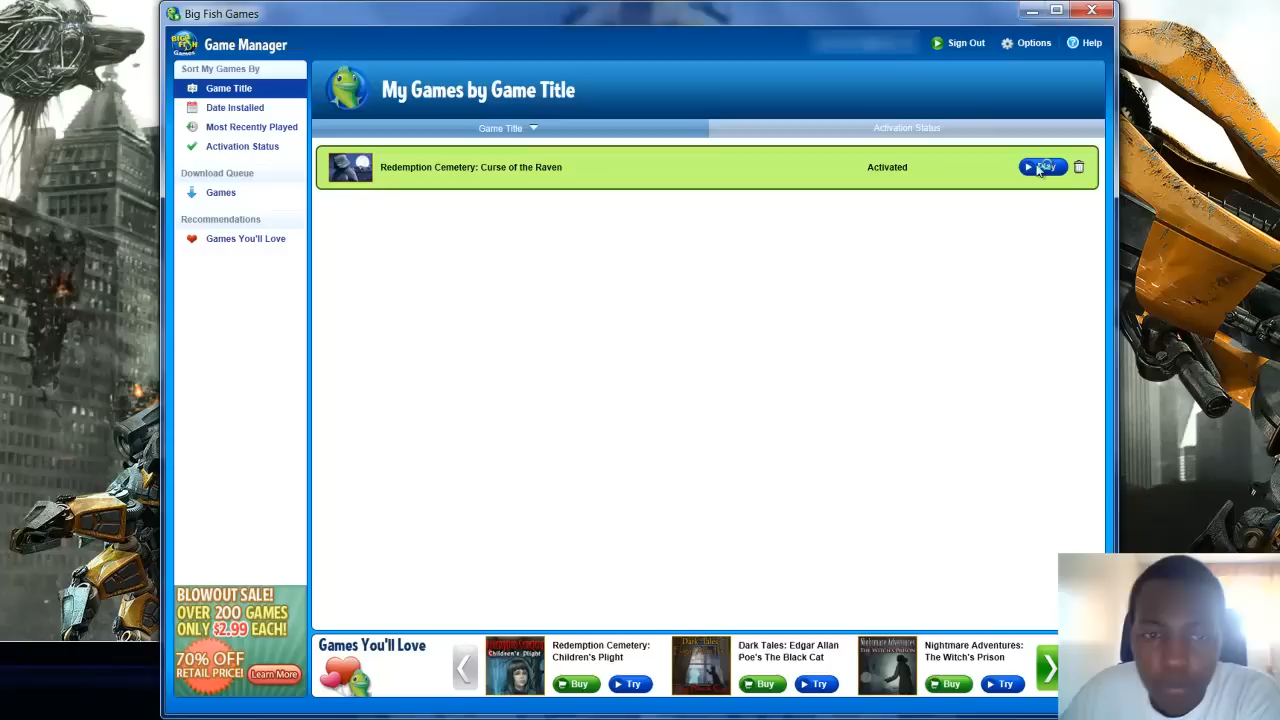 Big Fish Games
BIG FISH Games
Game Manager
Sign Out
Options
Help
Sort My Games By
Game Title
Date Installed
Most Recently Played
Activation Status
Download Queue
Games
Recommendations
Games You'll Love
My Games by Game Title
Game Title
Activation Status
Redemption Cemetery: Curse of the Raven
Activated
Play
BLOWOUT SALE!
OVER 200 GAMES
ONLY $2.99 EACH!
70% OFF
RETAIL PRICE!
Learn More
Games You'll Love
Redemption Cemetery:
Children's Plight
Buy
Try
Dark Tales: Edgar Allan
Poe's The Black Cat
Buy
Try
Nightmare Adventures:
The Witch's Prison
Buy
Try